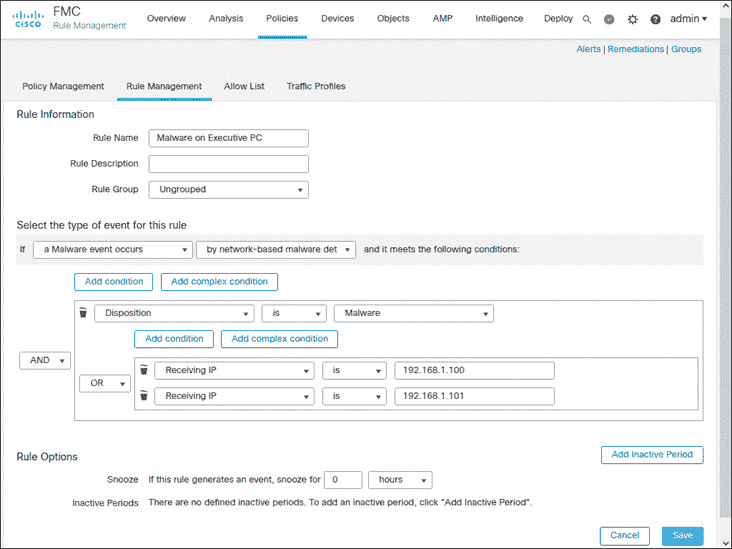 CISCO
FMC
Rule Management
Overview Analysis Policies Devices Objects AMP Intelligence Deploy admin
Alerts | Remediations | Groups
Policy Management Rule Management Allow List Traffic Profiles
Rule Information
Rule Name Malware on Executive PC
Rule Description
Rule Group Ungrouped
Select the type of event for this rule
If a Malware event occurs by network-based malware det and it meets the following conditions:
Add condition Add complex condition
Disposition is Malware
Add condition Add complex condition
AND
Receiving IP is 192.168.1.100
OR
Receiving IP is 192.168.1.101
Rule Options Add Inactive Period
Snooze If this rule generates an event, snooze for 0 hours
Inactive Periods There are no defined inactive periods. To add an inactive period, click "Add Inactive Period".
Cancel Save